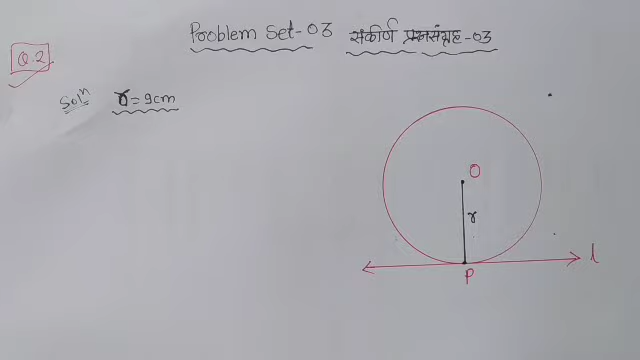 Problem Set-03 संकीर्ण प्रश्नसंग्रह-03
Q.2
Solⁿ r=9cm
O
r
P
l